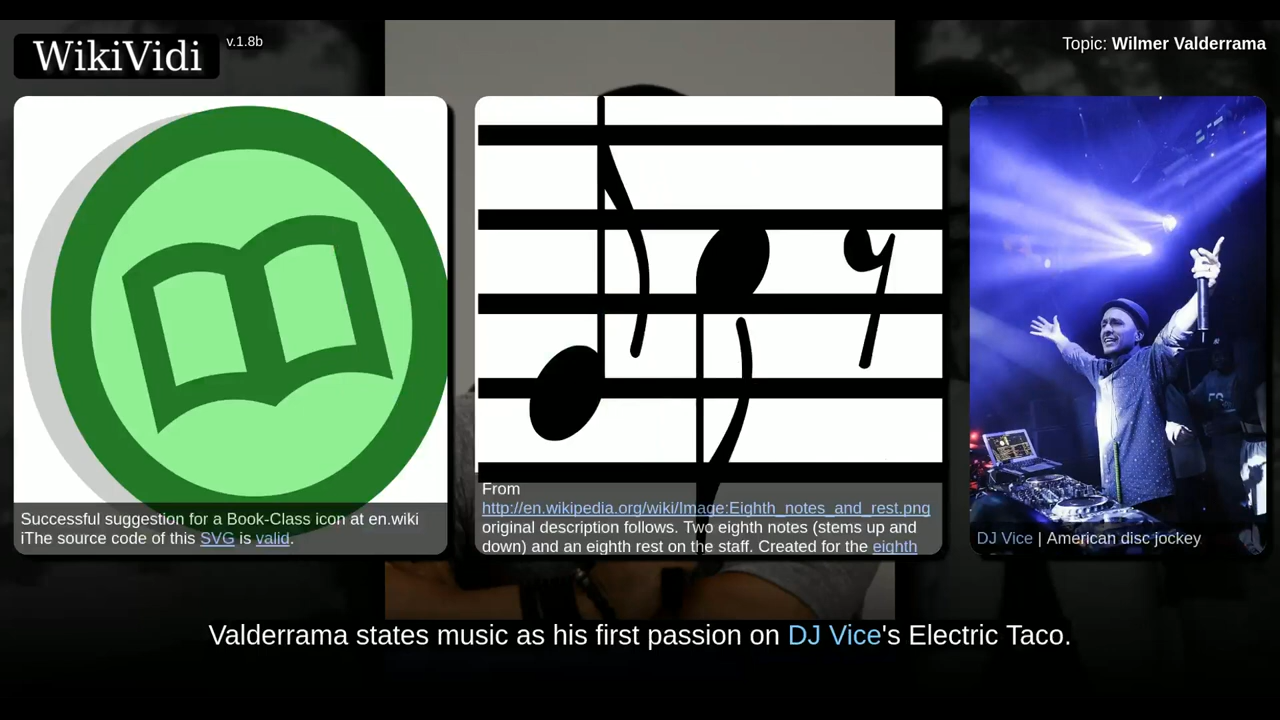 WikiVidi v.1.8b
Topic: Wilmer Valderrama
Successful suggestion for a Book-Class icon at en.wiki
iThe source code of this SVG is valid.
From
http://en.wikipedia.org/wiki/Image:Eighth_notes_and_rest.png
original description follows. Two eighth notes (stems up and
down) and an eighth rest on the staff. Created for the eighth
DJ Vice | American disc jockey
Valderrama states music as his first passion on DJ Vice's Electric Taco.